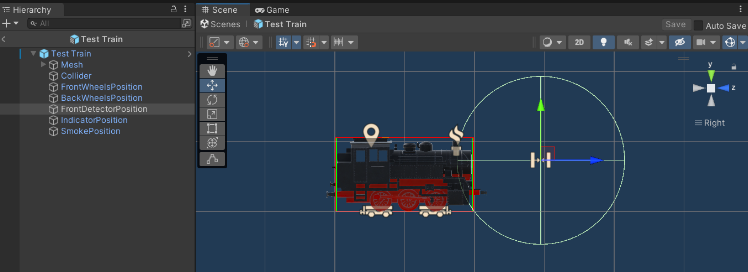 Hierarchy
All
Test Train
Test Train
Mesh
Collider
FrontWheelsPosition
BackWheelsPosition
FrontDetectorPosition
IndicatorPosition
SmokePosition
Scene
Game
Scenes
Test Train
Save
Auto Save
2D
y
z
Right